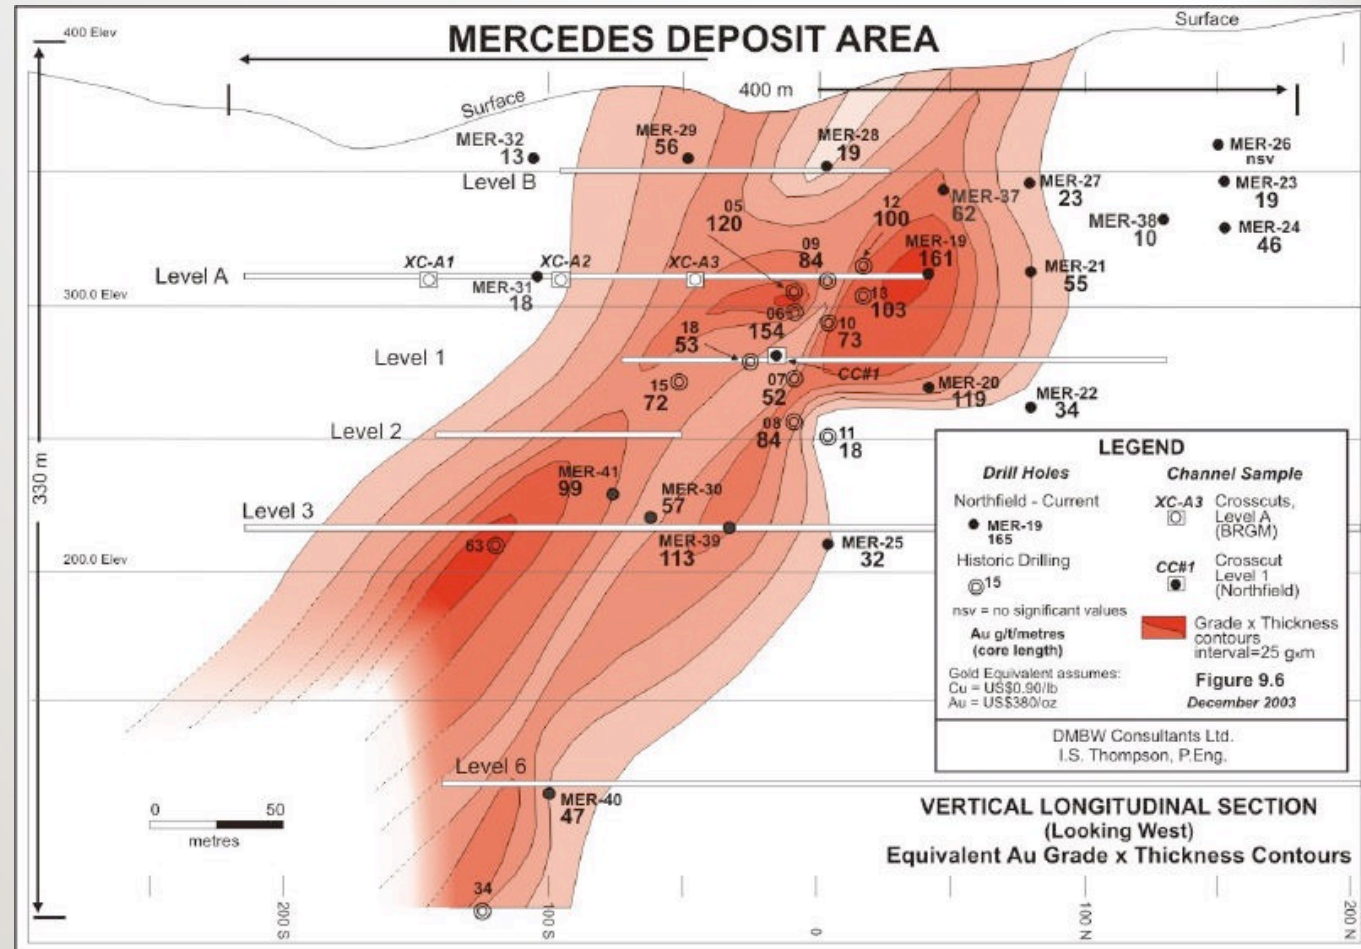 MERCEDES DEPOSIT AREA
Surface
400 Elev
400 m
Surface
MER-32
13
MER-29
56
MER-28
19
MER-26
nsv
Level B
MER-27
23
MER-23
19
MER-37
62
MER-38
10
MER-24
46
05
120
12
100
09
84
MER-19
161
XC-A1
XC-A2
XC-A3
Level A
MER-31
18
MER-21
55
300.0 Elev
13
103
06
154
10
73
18
53
Level 1
CC#1
15
72
07
52
MER-20
119
MER-22
34
Level 2
08
84
11
18
330 m
MER-41
99
MER-30
57
Level 3
63
MER-39
113
MER-25
32
200.0 Elev
Level 6
MER-40
47
34
0 50
metres
LEGEND
Drill Holes
Northfield - Current
MER-19
165
Historic Drilling
15
nsv = no significant values
Au g/t/metres
(core length)
Gold Equivalent assumes:
Cu = US$0.90/lb
Au = US$380/oz
Channel Sample
XC-A3
Crosscuts,
Level A
(BRGM)
CC#1
Crosscut
Level 1
(Northfield)
Grade x Thickness
contours
interval=25 gxm
Figure 9.6
December 2003
DMBW Consultants Ltd.
I.S. Thompson, P.Eng.
VERTICAL LONGITUDINAL SECTION
(Looking West)
Equivalent Au Grade x Thickness Contours
200 S
100 S
0
100 N
200 N